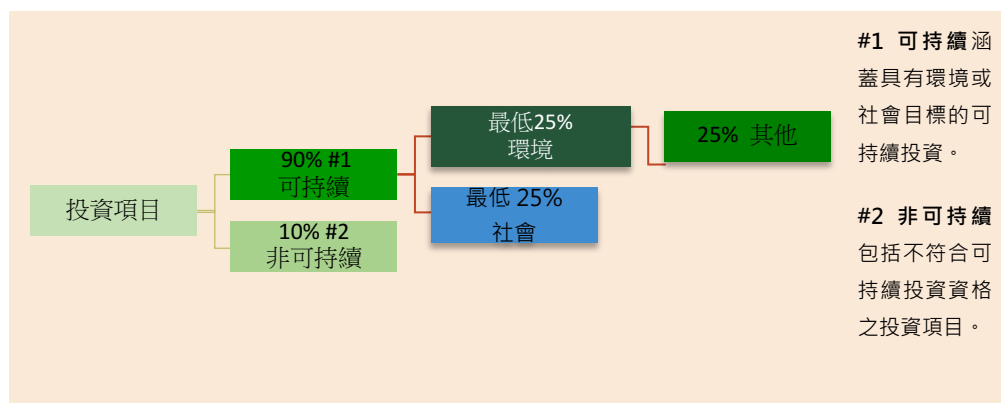 投資項目
90% #1
可持續
10% #2
非可持續
最低25%
環境
最低 25%
社會
25% 其他
#1 可持續涵
蓋具有環境或
社會目標的可
持續投資。
#2 非可持續
包括不符合可
持續投資資格
之投資項目。